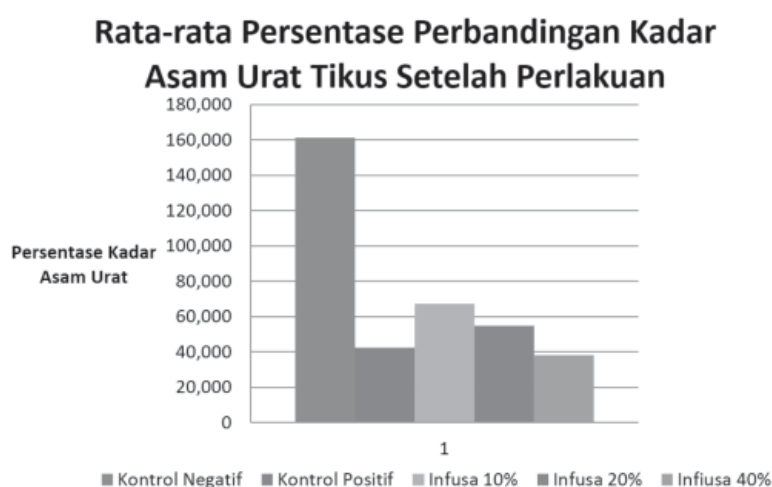 Rata-rata Persentase Perbandingan Kadar
Asam Urat Tikus Setelah Perlakuan
180,000
160,000
140,000
120,000
100,000
80,000
60,000
40,000
20,000
0
Persentase Kadar
Asam Urat
1
Kontrol Negatif Kontrol Positif Infusa 10% Infusa 20% Infiusa 40%